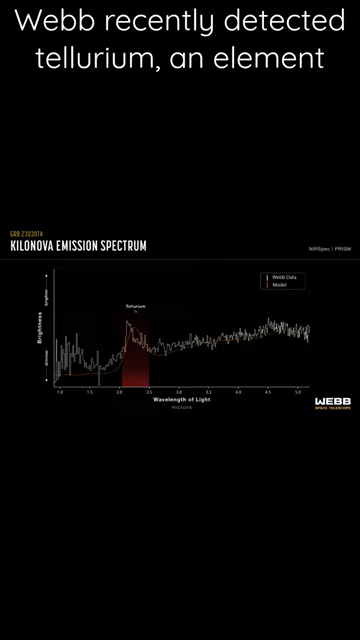 Webb recently detected
tellurium, an element
GRB 230307A
KILONOVA EMISSION SPECTRUM
NIRSpec | PRISM
Webb Data
Model
Tellurium
Te
brighter
Brightness
dimmer
1.0 1.5 2.0 2.5 3.0 3.5 4.0 4.5 5.0
Wavelength of Light
microns
WEBB
SPACE TELESCOPE